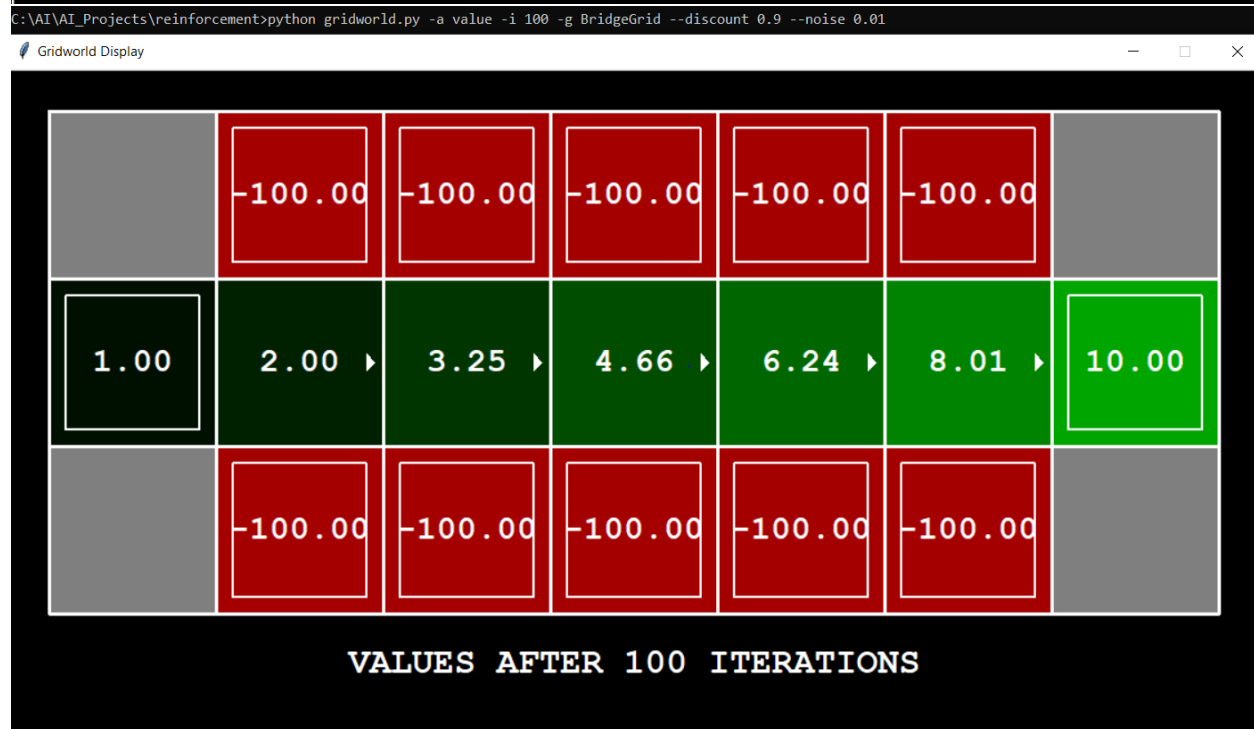 C:\AI\AI_Projects\reinforcement>python gridworld.py -a value -i 100 -g BridgeGrid --discount 0.9 --noise 0.01
Gridworld Display
-100.00 -100.00 -100.00 -100.00 -100.00
1.00 2.00 3.25 4.66 6.24 8.01 10.00
-100.00 -100.00 -100.00 -100.00 -100.00
VALUES AFTER 100 ITERATIONS